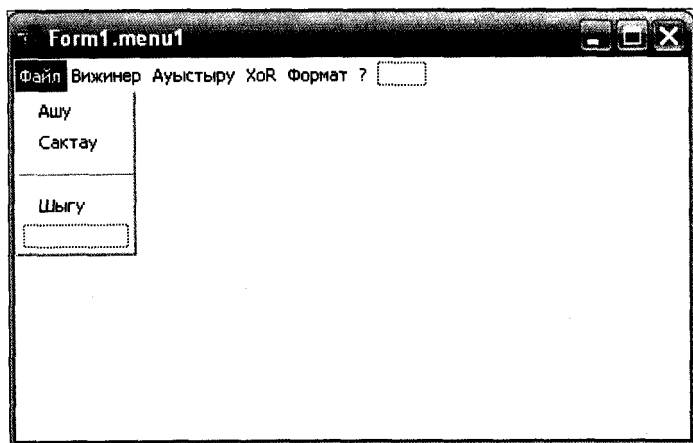 Form1.menu1
Файл Вижинер Ауыстыру XoR Формат ?
Ашу
Сактау
Шыгу